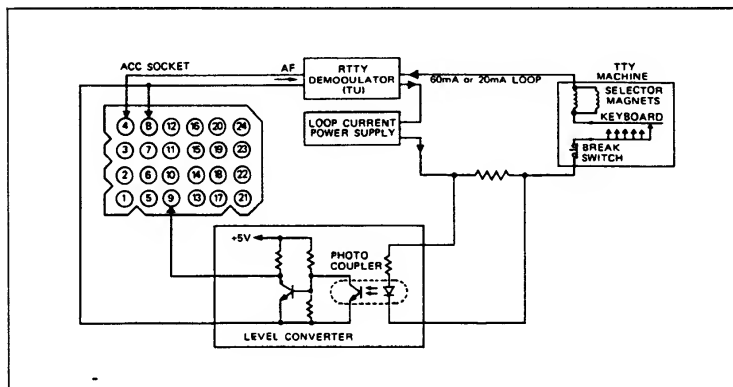 ACC SOCKET
AF
RTTY
DEMODULATOR
(TU)
60mA or 20mA LOOP
TTY
MACHINE
SELECTOR
MAGNETS
KEYBOARD
BREAK
SWITCH
LOOP CURRENT
POWER SUPPLY
4 8 12 16 20 24
3 7 11 15 19 23
2 6 10 14 18 22
1 5 9 13 17 21
+5V
PHOTO
COUPLER
LEVEL CONVERTER